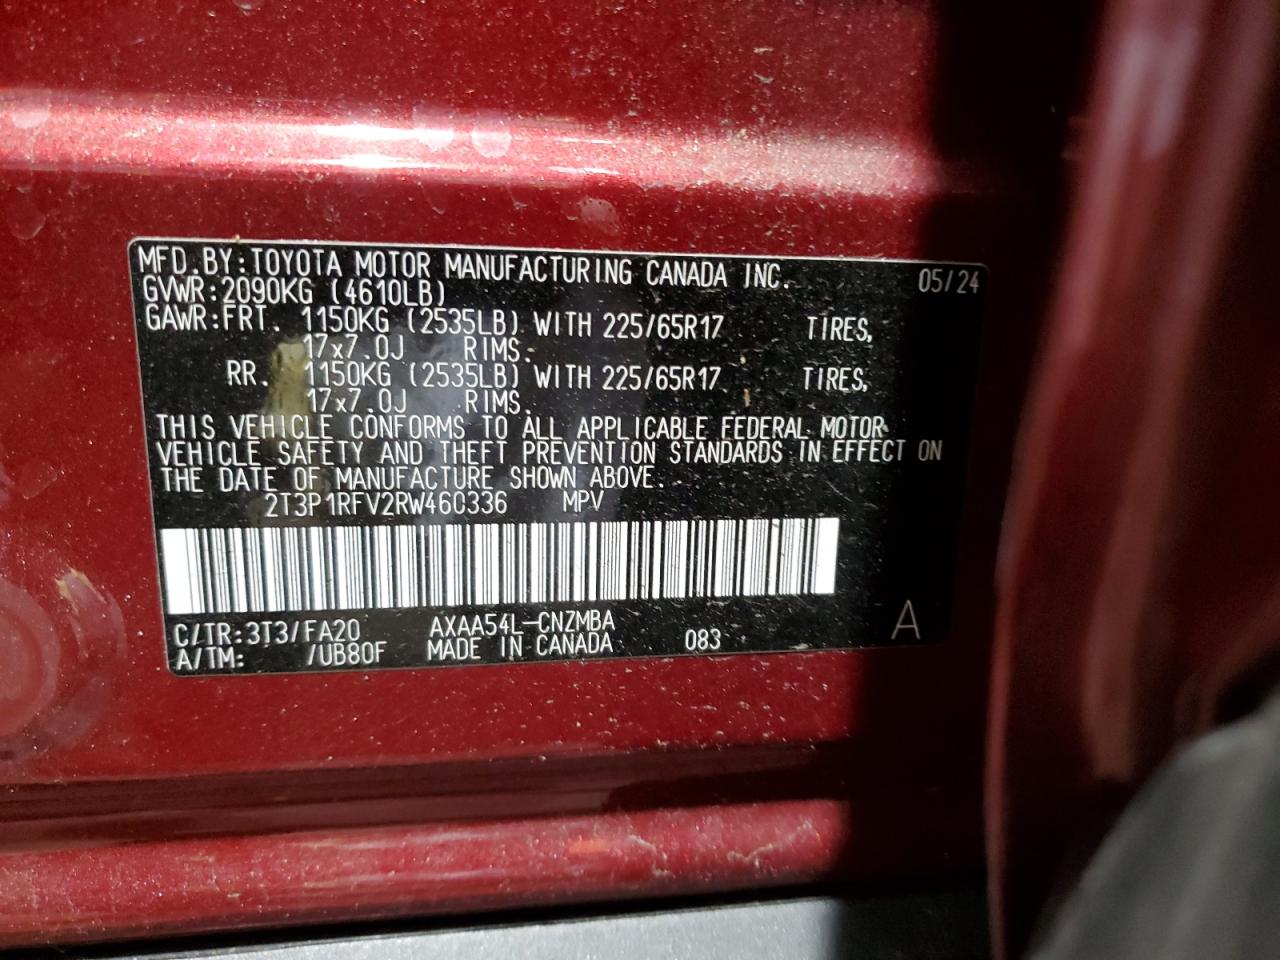 MFD.BY:TOYOTA MOTOR MANUFACTURING CANADA INC. 05/24
GVWR:2090KG (4610LB)
GAWR:FRT. 1150KG (2535LB) WITH 225/65R17 TIRES,
17x7.0J RIMS.
RR. 1150KG (2535LB) WITH 225/65R17 TIRES,
17x7.0J RIMS.
THIS VEHICLE CONFORMS TO ALL APPLICABLE FEDERAL MOTOR
VEHICLE SAFETY AND THEFT PREVENTION STANDARDS IN EFFECT ON
THE DATE OF MANUFACTURE SHOWN ABOVE.
2T3P1RFV2RW460336 MPV
C/TR:3T3/FA20 AXAA54L-CNZMBA
A/TM: /UB80F MADE IN CANADA 083 A